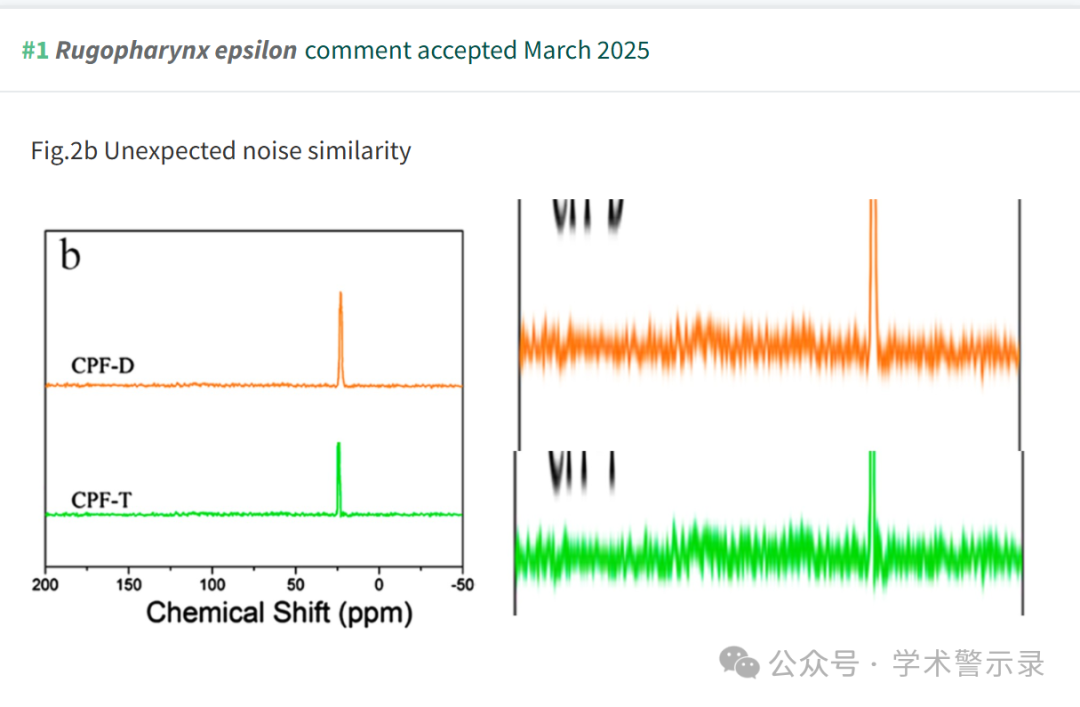 #1 Rugopharynx epsilon comment accepted March 2025
Fig.2b Unexpected noise similarity
b
CPF-D
CPF-T
200 150 100 50 0 -50
Chemical Shift (ppm)
公众号 · 学术警示录